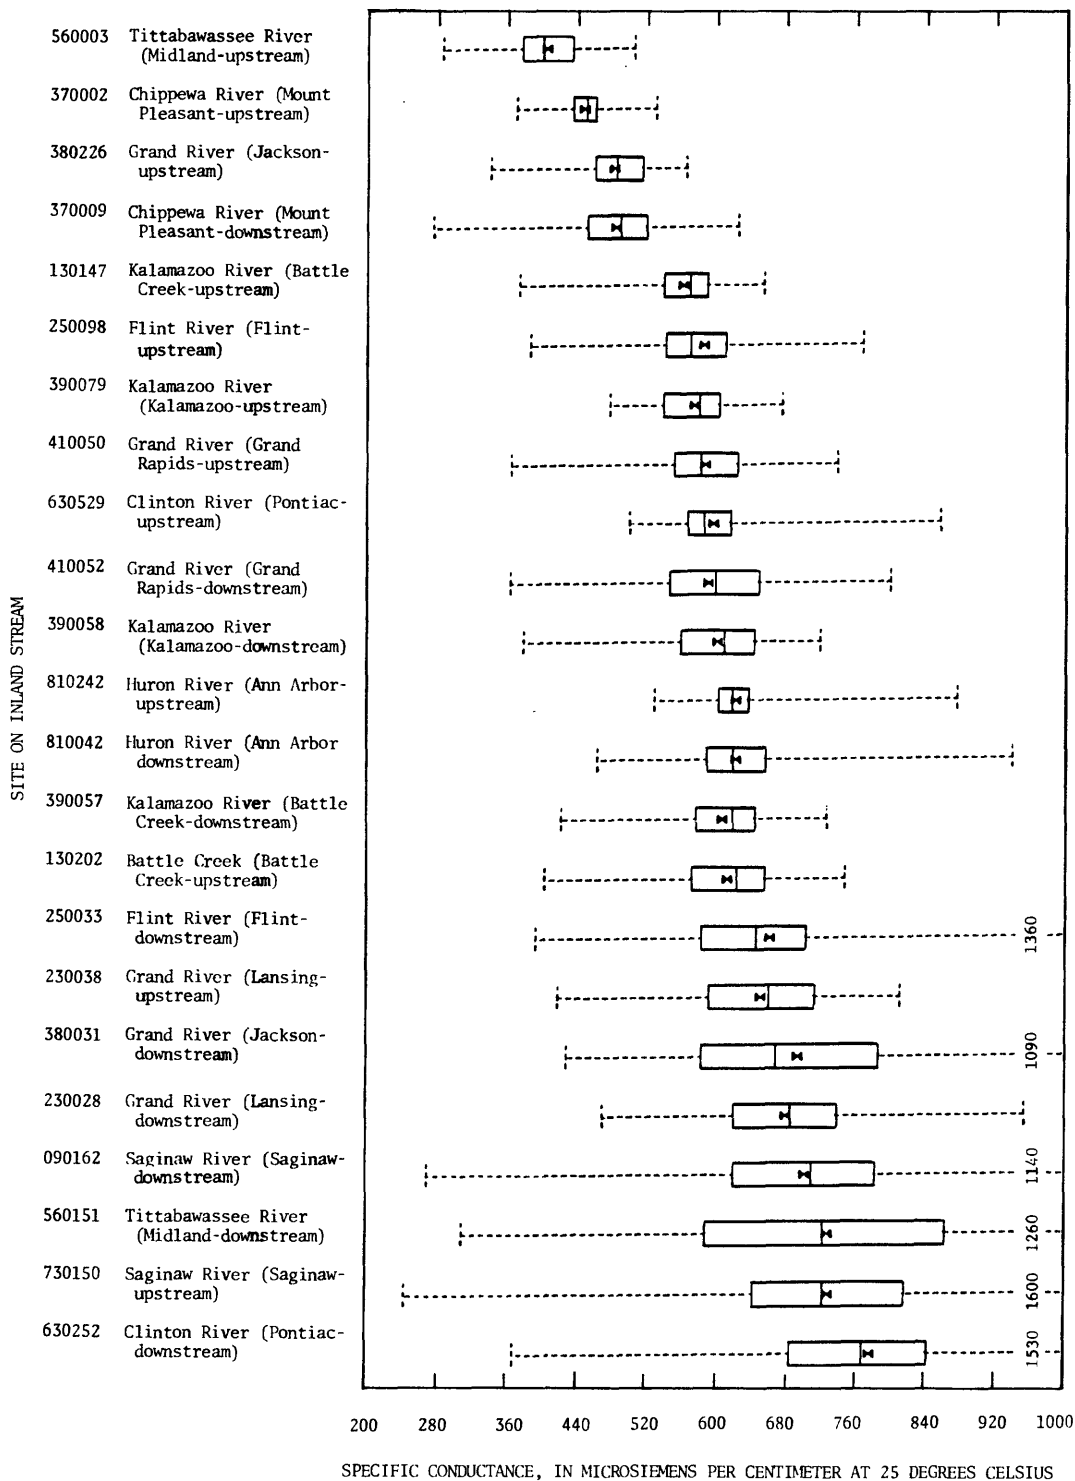 560003 Tittabawassee River
(Midland-upstream)
370002 Chippewa River (Mount
Pleasant-upstream)
380226 Grand River (Jackson-
upstream)
370009 Chippewa River (Mount
Pleasant-downstream)
130147 Kalamazoo River (Battle
Creek-upstream)
250098 Flint River (Flint-
upstream)
390079 Kalamazoo River
(Kalamazoo-upstream)
410050 Grand River (Grand
Rapids-upstream)
630529 Clinton River (Pontiac-
upstream)
410052 Grand River (Grand
Rapids-downstream)
390058 Kalamazoo River
(Kalamazoo-downstream)
810242 Huron River (Ann Arbor-
upstream)
810042 Huron River (Ann Arbor
downstream)
390057 Kalamazoo River (Battle
Creek-downstream)
130202 Battle Creek (Battle
Creek-upstream)
250033 Flint River (Flint-
downstream)
1360
230038 Grand River (Lansing-
upstream)
380031 Grand River (Jackson-
downstream)
1090
230028 Grand River (Lansing-
downstream)
090162 Saginaw River (Saginaw-
downstream)
1140
560151 Tittabawassee River
(Midland-downstream)
1260
730150 Saginaw River (Saginaw-
upstream)
1600
630252 Clinton River (Pontiac-
downstream)
1530
SITE ON INLAND STREAM
200 280 360 440 520 600 680 760 840 920 1000
SPECIFIC CONDUCTANCE, IN MICROSIEMENS PER CENTIMETER AT 25 DEGREES CELSIUS